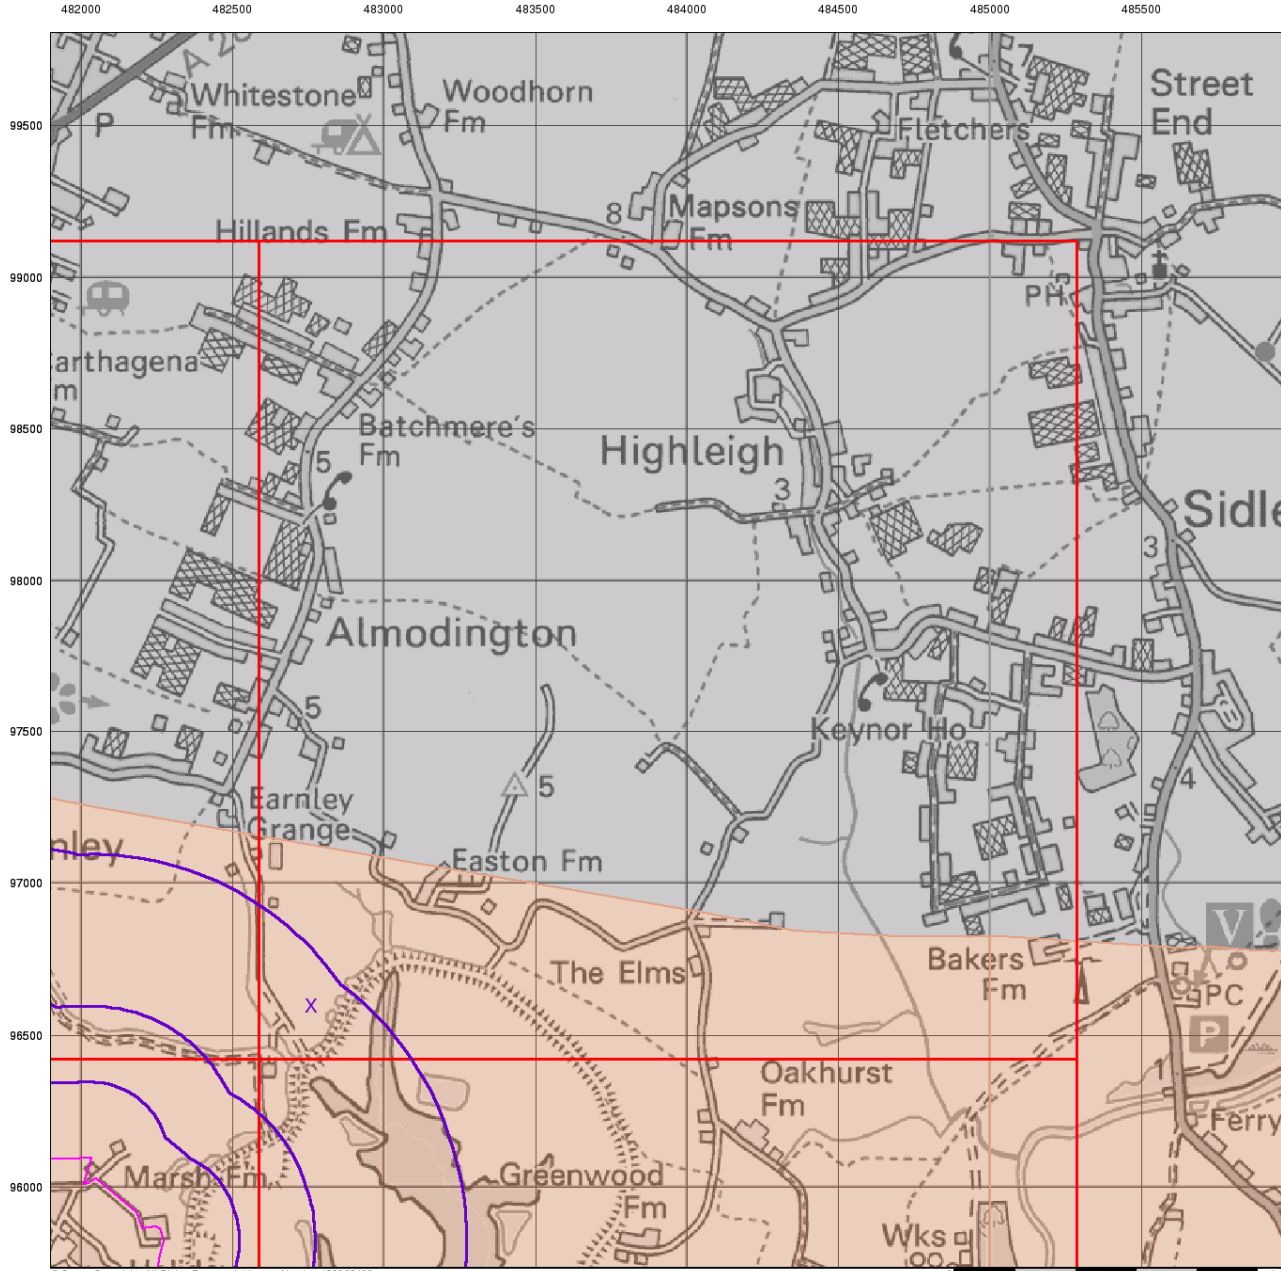 482000 482500 483000 483500 484000 484500 485000 485500
A
7
Street
End
Whitestone
Fm
Woodhorn
Fm
99500
P
Fletchers
8
Mapsons
Fm
Hillands Fm
99000
PH
arthagena
m
98500
Batchmere's
Fm
5
Highleigh
3
Sidle
3
98000
Almodington
5
97500
Keynor Ho
5
4
Earnley
Grange
nley
Easton Fm
97000
V
The Elms
Bakers
Fm
PC
X
P
96500
Oakhurst
Fm
1
Ferry
Marsh Fm
Greenwood
Fm
96000
Wks